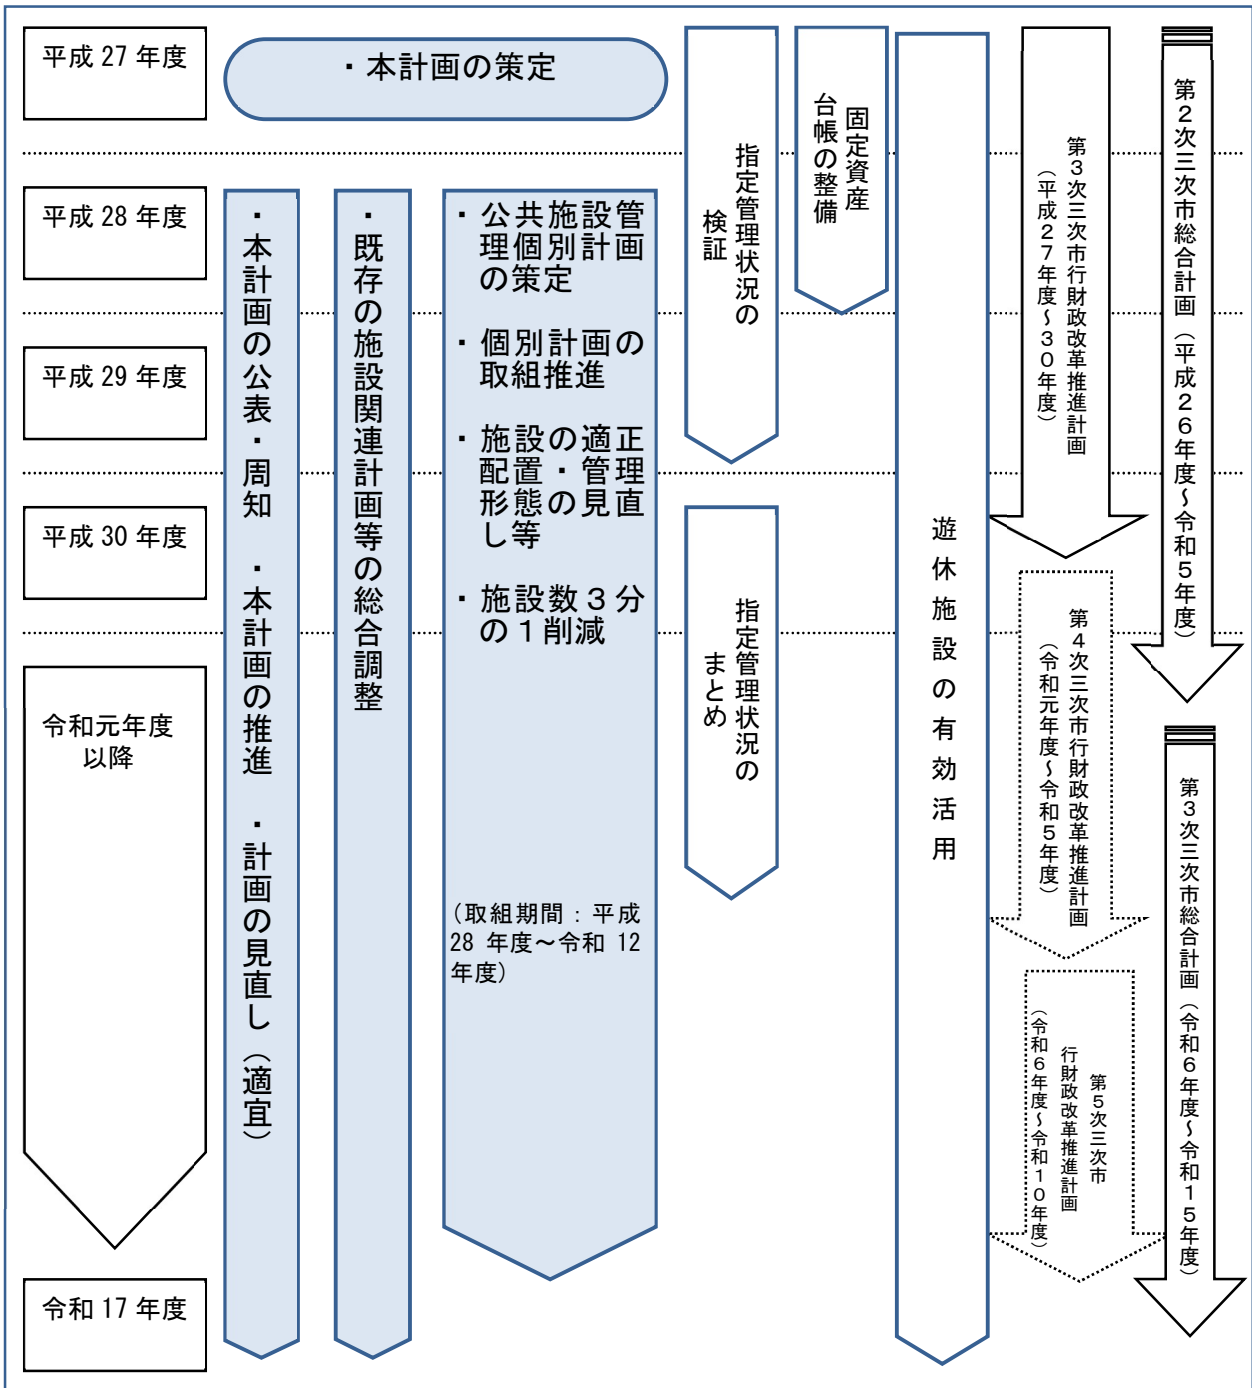 平成 27 年度
平成 28 年度
平成 29 年度
平成 30 年度
令和元年度
以降
令和 17 年度
・本計画の策定
・本計画の公表・周知　・本計画の推進　・計画の見直し（適宜）
・既存の施設関連計画等の総合調整
・公共施設管
理個別計画
の策定
・個別計画の
取組推進
・施設の適正
配置・管理
形態の見直
し等
・施設数３分
の１削減
（取組期間：平成
28 年度～令和 12
年度）
指定管理状況の
検証
指定管理状況の
まとめ
固定資産
台帳の整備
遊休施設の有効活用
第３次三次市行財政改革推進計画
（平成２７年度～３０年度）
第４次三次市行財政改革推進計画
（令和元年度～令和５年度）
第５次三次市
行財政改革推進計画
（令和６年度～令和１０年度）
第２次三次市総合計画（平成２６年度～令和５年度）
第３次三次市総合計画（令和６年度～令和１５年度）